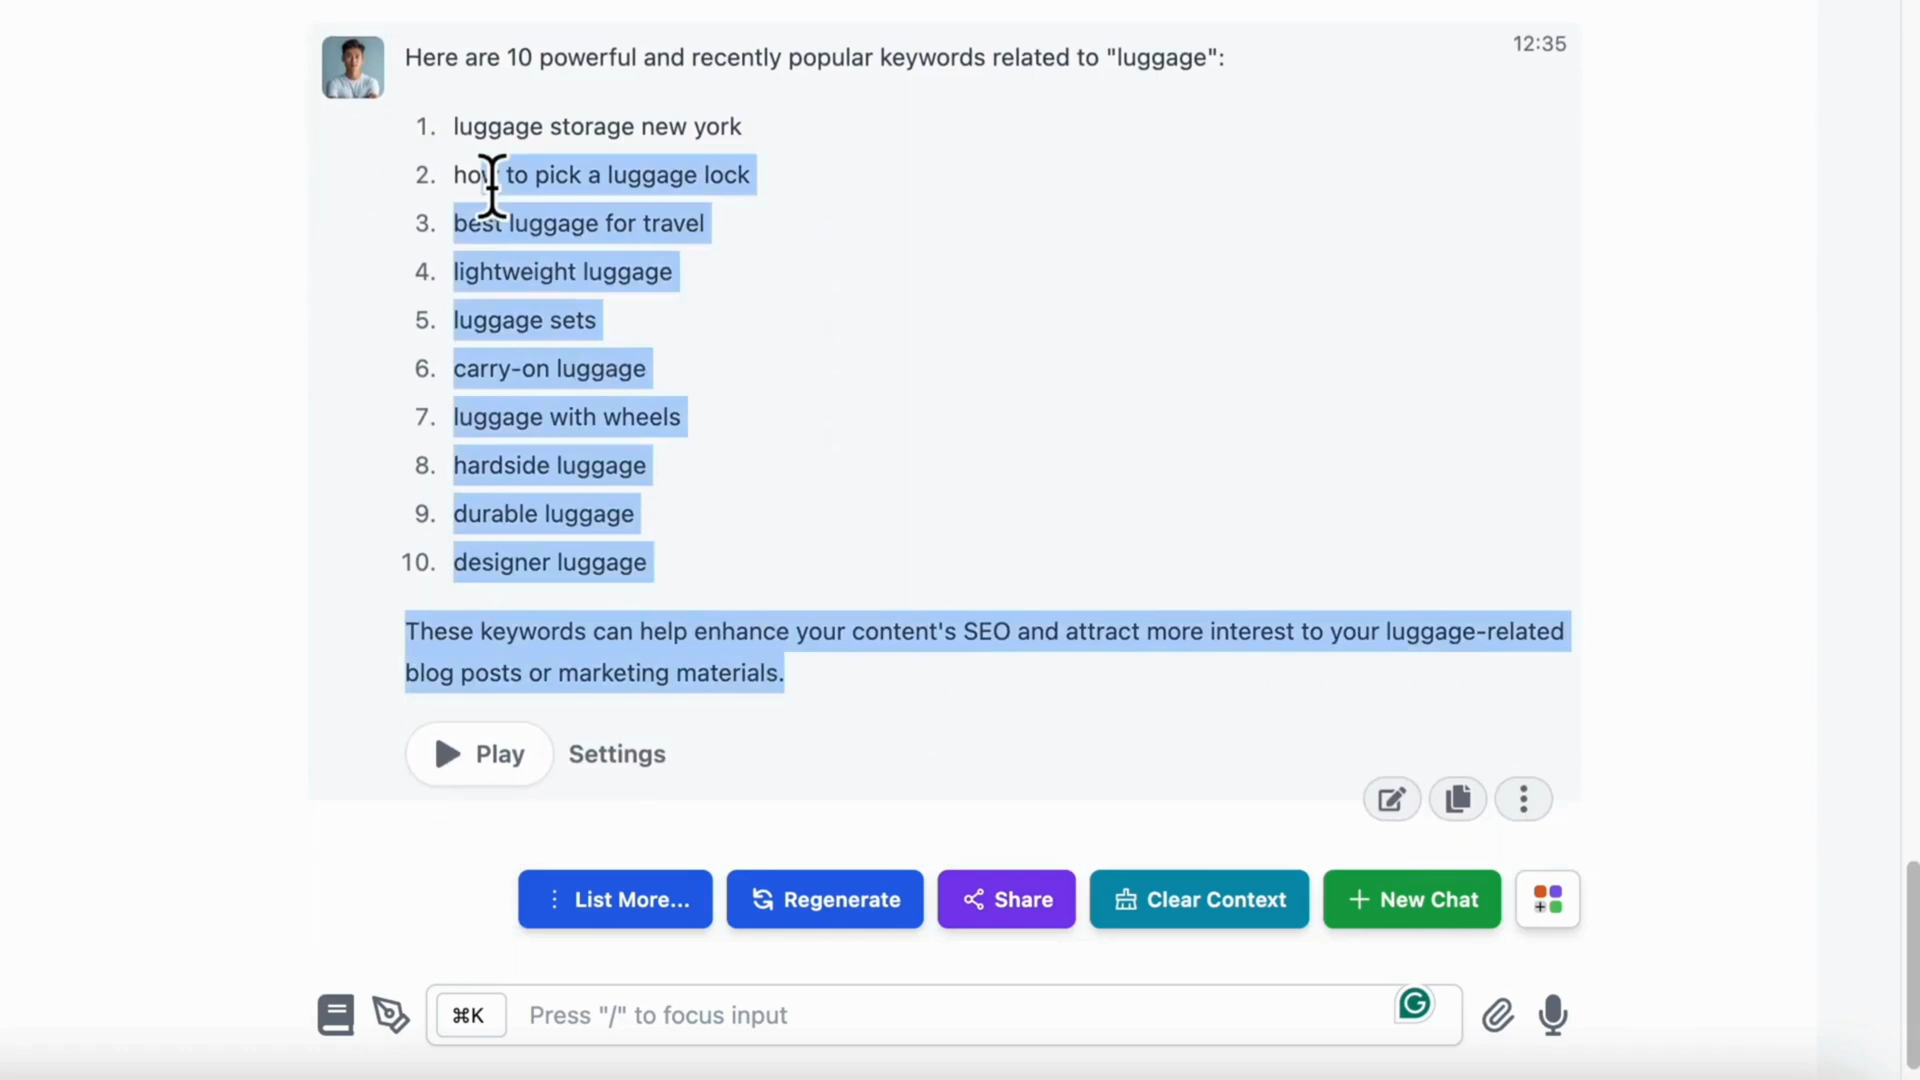 12:35
Here are 10 powerful and recently popular keywords related to "luggage":
1. luggage storage new york
2. how to pick a luggage lock
3. best luggage for travel
4. lightweight luggage
5. luggage sets
6. carry-on luggage
7. luggage with wheels
8. hardside luggage
9. durable luggage
10. designer luggage
These keywords can help enhance your content's SEO and attract more interest to your luggage-related
blog posts or marketing materials.
Play Settings
List More... Regenerate Share Clear Context New Chat
⌘K Press "/" to focus input